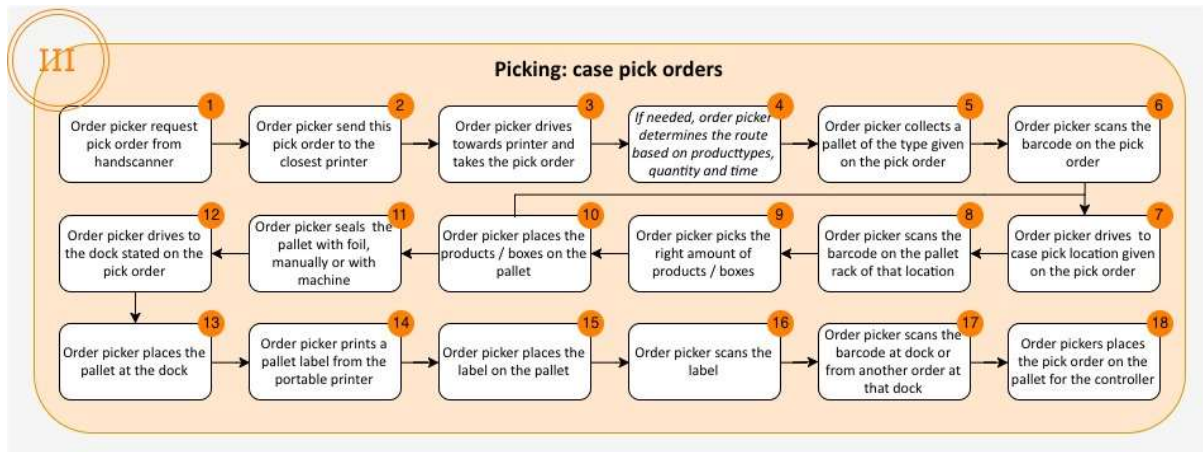 III
Picking: case pick orders
1
Order picker request
pick order from
handscanner
2
Order picker send this
pick order to the
closest printer
3
Order picker drives
towards printer and
takes the pick order
4
If needed, order picker
determines the route
based on producttypes,
quantity and time
5
Order picker collects a
pallet of the type given
on the pick order
6
Order picker scans the
barcode on the pick
order
7
Order picker drives to
case pick location given
on the pick order
8
Order picker scans the
barcode on the pallet
rack of that location
9
Order picker picks the
right amount of
products / boxes
10
Order picker places the
products / boxes on the
pallet
11
Order picker seals the
pallet with foil,
manually or with
machine
12
Order picker drives to
the dock stated on the
pick order
13
Order picker places the
pallet at the dock
14
Order picker prints a
pallet label from the
portable printer
15
Order picker places the
label on the pallet
16
Order picker scans the
label
17
Order picker scans the
barcode at dock or
from another order at
that dock
18
Order pickers places
the pick order on the
pallet for the controller